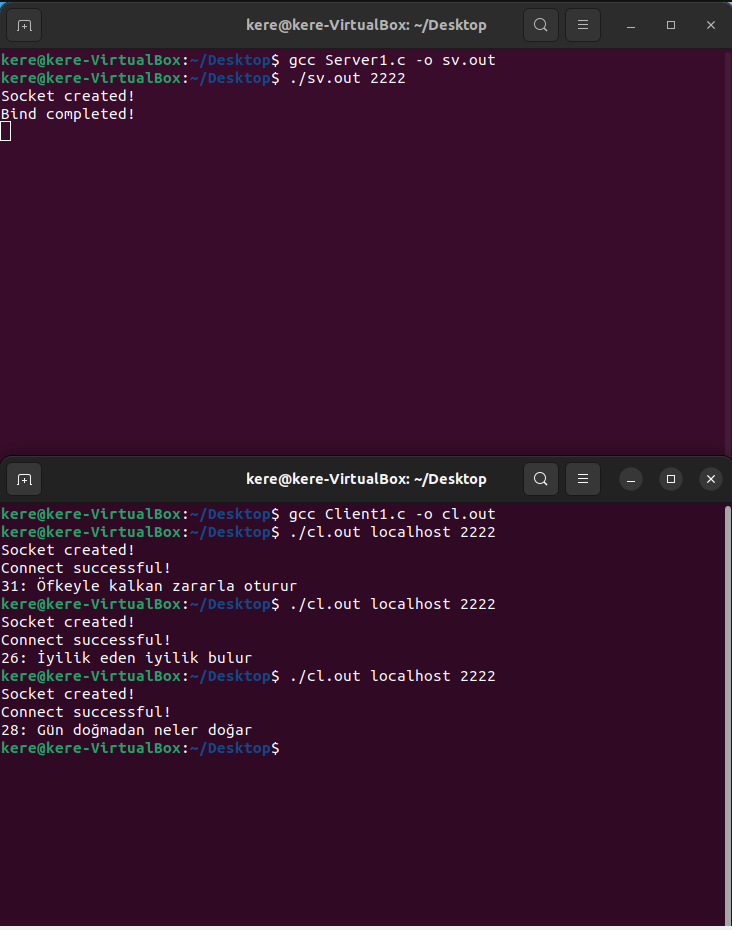 kere@kere-VirtualBox: ~/Desktop
kere@kere-VirtualBox:~/Desktop$ gcc Server1.c -o sv.out
kere@kere-VirtualBox:~/Desktop$ ./sv.out 2222
Socket created!
Bind completed!
kere@kere-VirtualBox: ~/Desktop
kere@kere-VirtualBox:~/Desktop$ gcc Client1.c -o cl.out
kere@kere-VirtualBox:~/Desktop$ ./cl.out localhost 2222
Socket created!
Connect successful!
31: Öfkeyle kalkan zararla oturur
kere@kere-VirtualBox:~/Desktop$ ./cl.out localhost 2222
Socket created!
Connect successful!
26: İyilik eden iyilik bulur
kere@kere-VirtualBox:~/Desktop$ ./cl.out localhost 2222
Socket created!
Connect successful!
28: Gün doğmadan neler doğar
kere@kere-VirtualBox:~/Desktop$